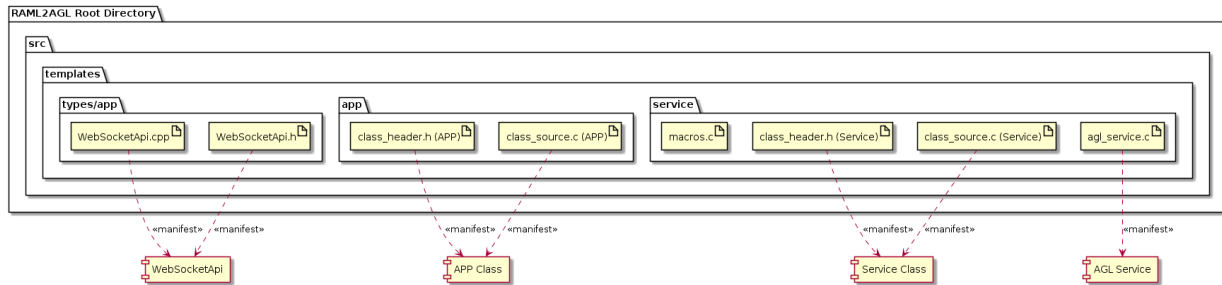 RAML2AGL Root Directory
src
templates
types/app
app
service
WebSocketApi.cpp
WebSocketApi.h
class_header.h (APP)
class_source.c (APP)
macros.c
class_header.h (Service)
class_source.c (Service)
agl_service.c
«manifest»
«manifest»
«manifest»
«manifest»
«manifest»
«manifest»
«manifest»
WebSocketApi
APP Class
Service Class
AGL Service